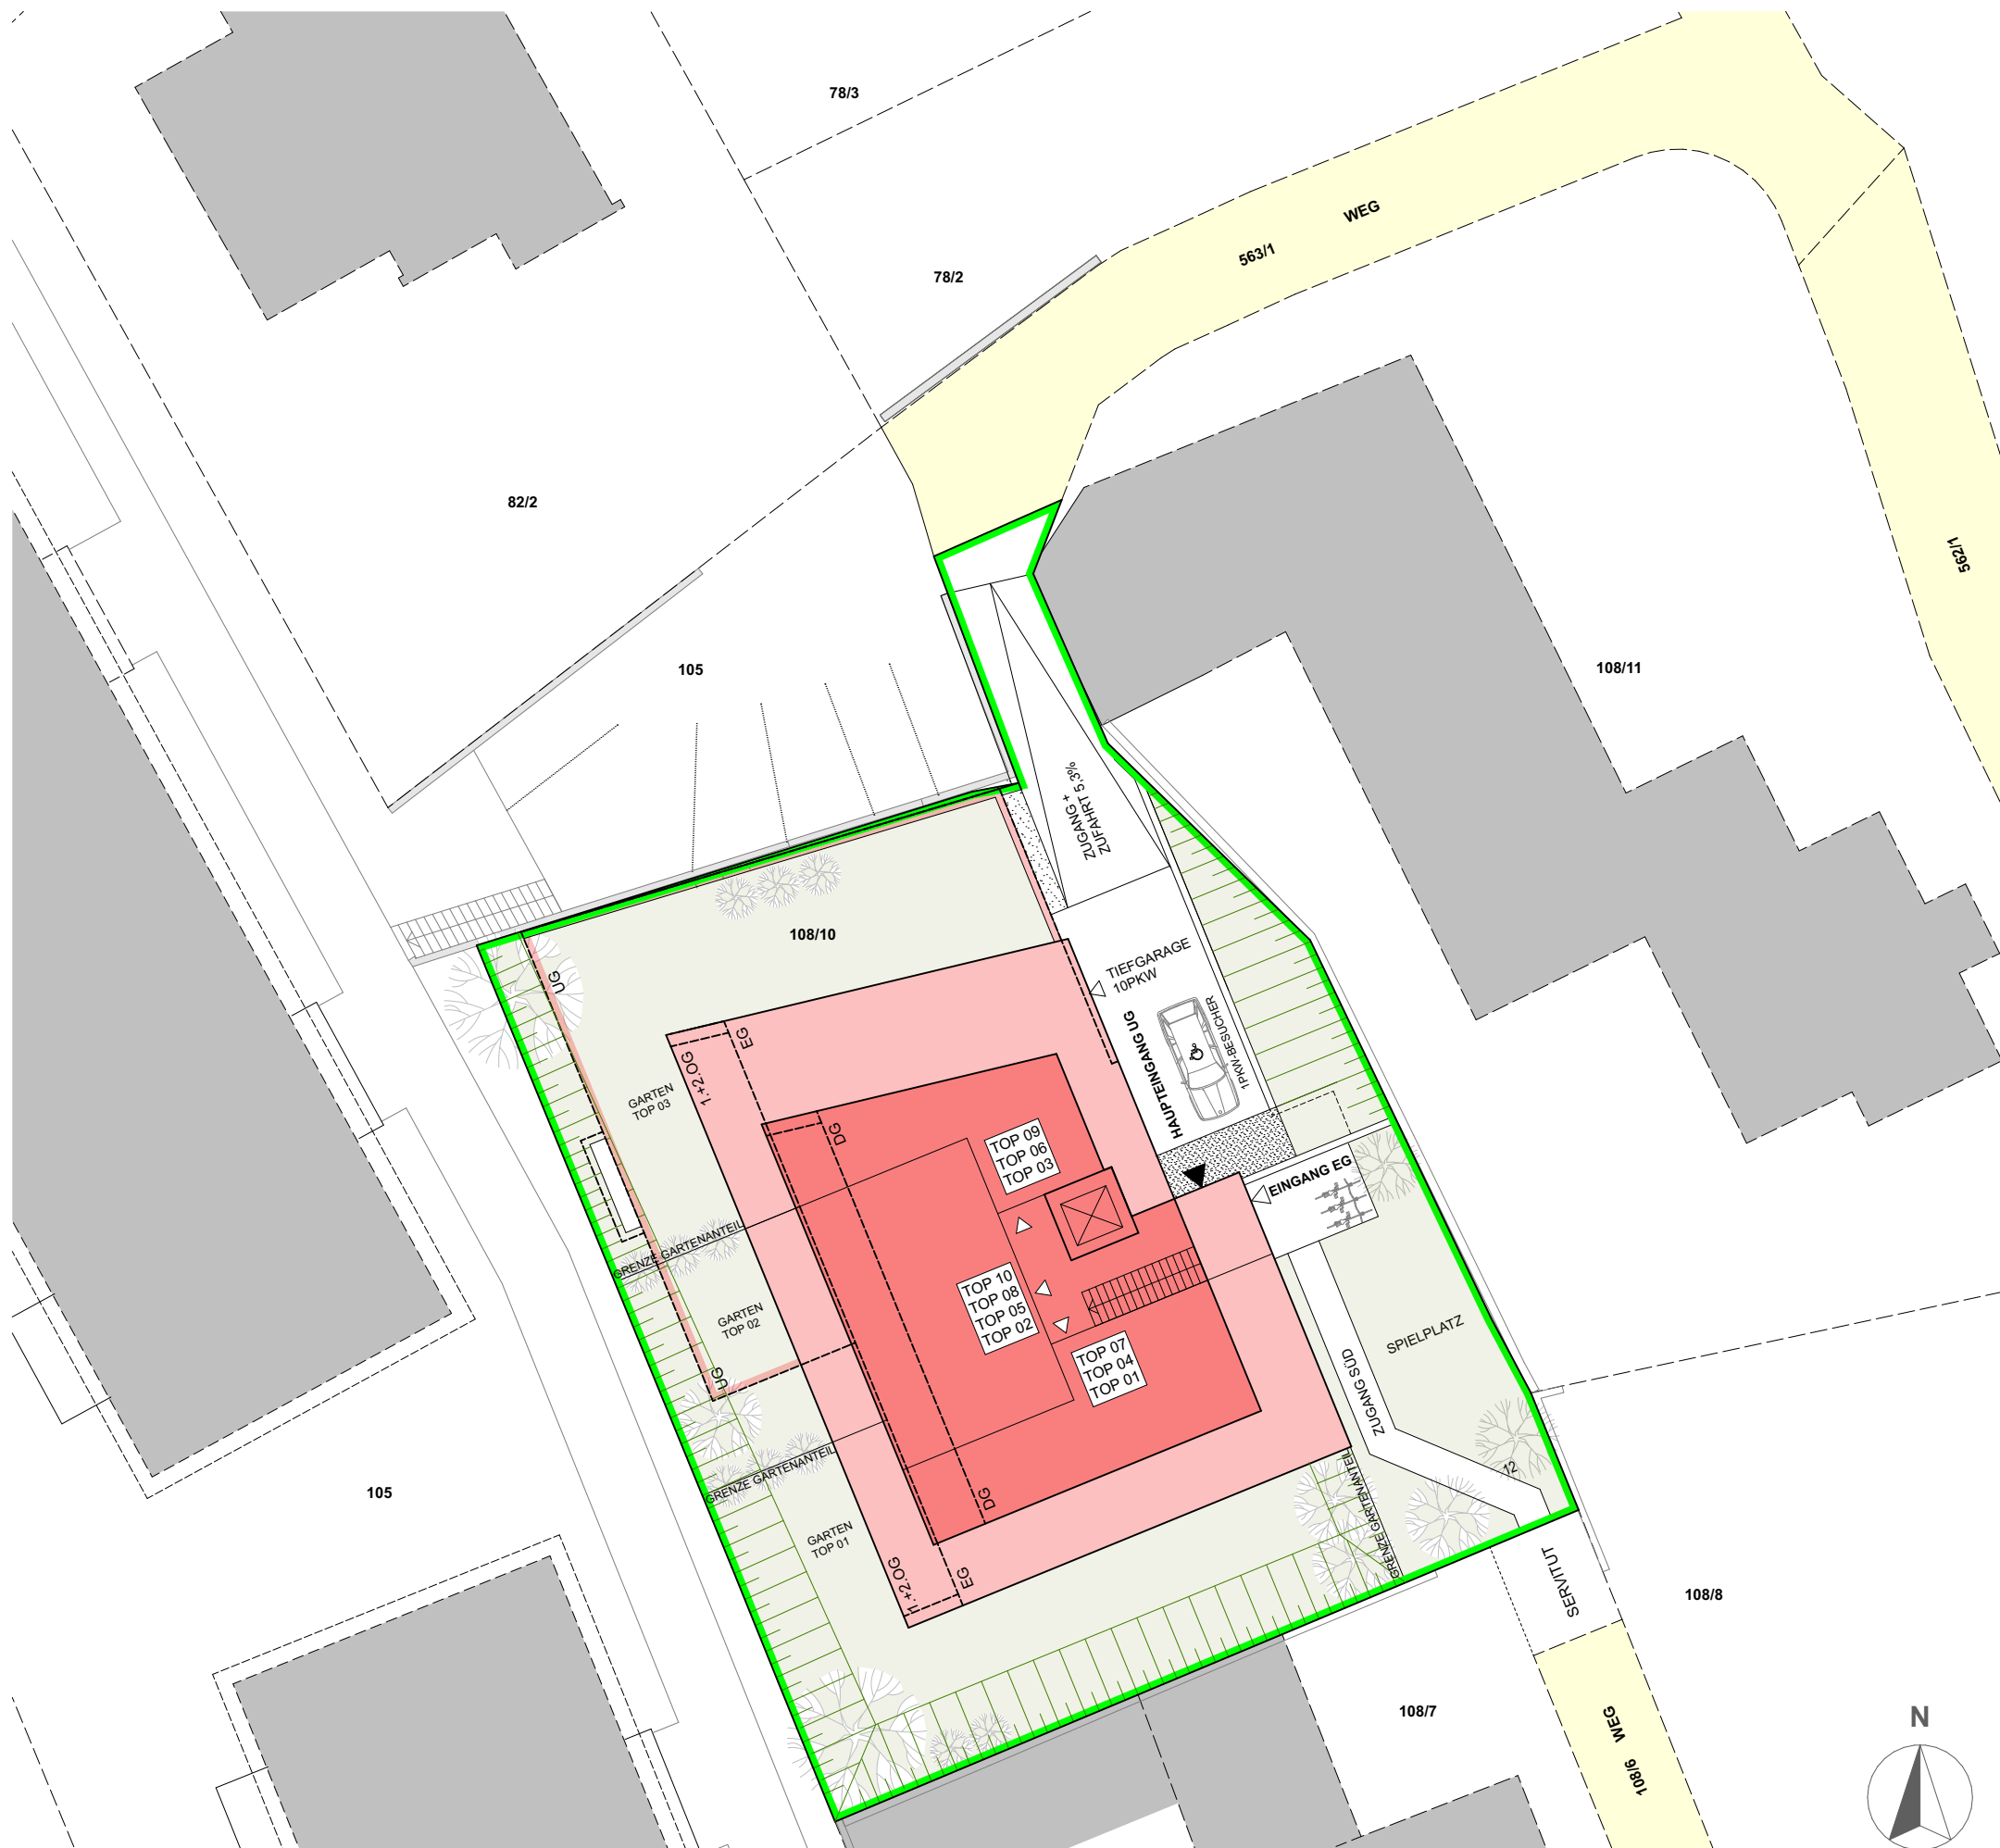 78/3
WEG
563/1
78/2
82/2
562/1
105
108/11
ZUGANG +
ZUFAHRT 5,3%
108/10
TIEFGARAGE
10PKW
UG
HAUPTEINGANG UG
1PKW-BESUCHER
EG
1.+2.OG
GARTEN
TOP 03
DG
TOP 09
TOP 06
TOP 03
EINGANG EG
GRENZE GARTENANTEIL
TOP 10
TOP 08
TOP 05
TOP 02
GARTEN
TOP 02
SPIELPLATZ
TOP 07
TOP 04
TOP 01
UG
ZUGANG SÜD
GRENZE GARTENANTEIL
12
105
DG
GRENZE GARTENANTEIL
GARTEN
TOP 01
1.+2.OG
EG
SERVITUT
108/8
108/7
WEG
108/6
N